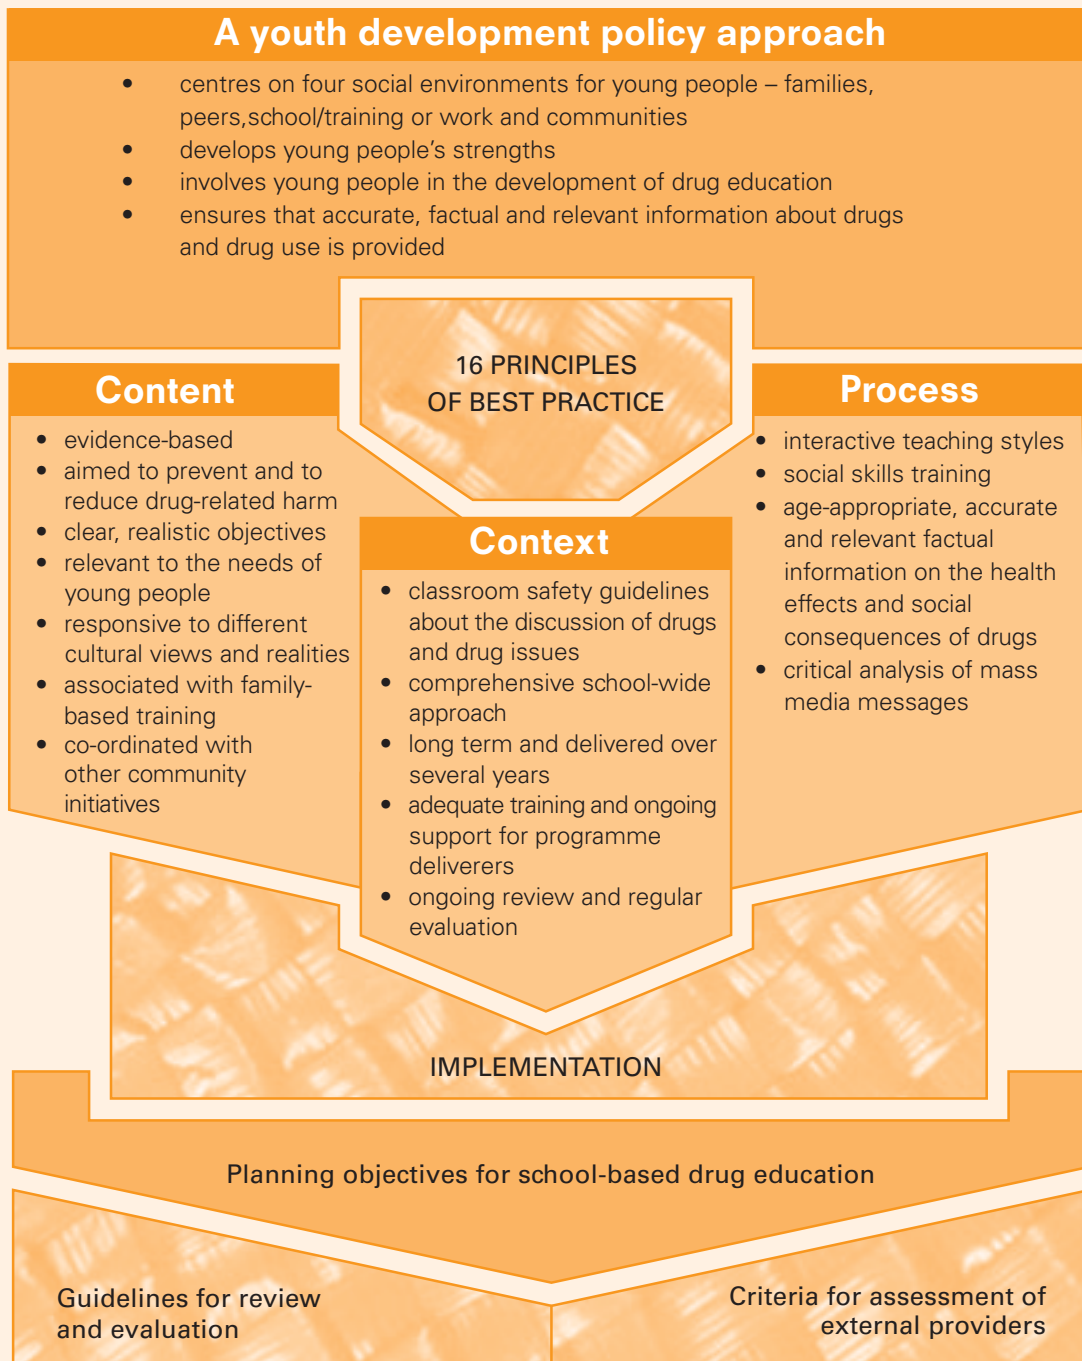 A youth development policy approach
• centres on four social environments for young people – families,
peers,school/training or work and communities
• develops young people's strengths
• involves young people in the development of drug education
• ensures that accurate, factual and relevant information about drugs
and drug use is provided
16 PRINCIPLES
OF BEST PRACTICE
Content
• evidence-based
• aimed to prevent and to
reduce drug-related harm
• clear, realistic objectives
• relevant to the needs of
young people
• responsive to different
cultural views and realities
• associated with family-
based training
• co-ordinated with
other community
initiatives
Context
• classroom safety guidelines
about the discussion of drugs
and drug issues
• comprehensive school-wide
approach
• long term and delivered over
several years
• adequate training and ongoing
support for programme
deliverers
• ongoing review and regular
evaluation
Process
• interactive teaching styles
• social skills training
• age-appropriate, accurate
and relevant factual
information on the health
effects and social
consequences of drugs
• critical analysis of mass
media messages
IMPLEMENTATION
Planning objectives for school-based drug education
Guidelines for review
and evaluation
Criteria for assessment of
external providers